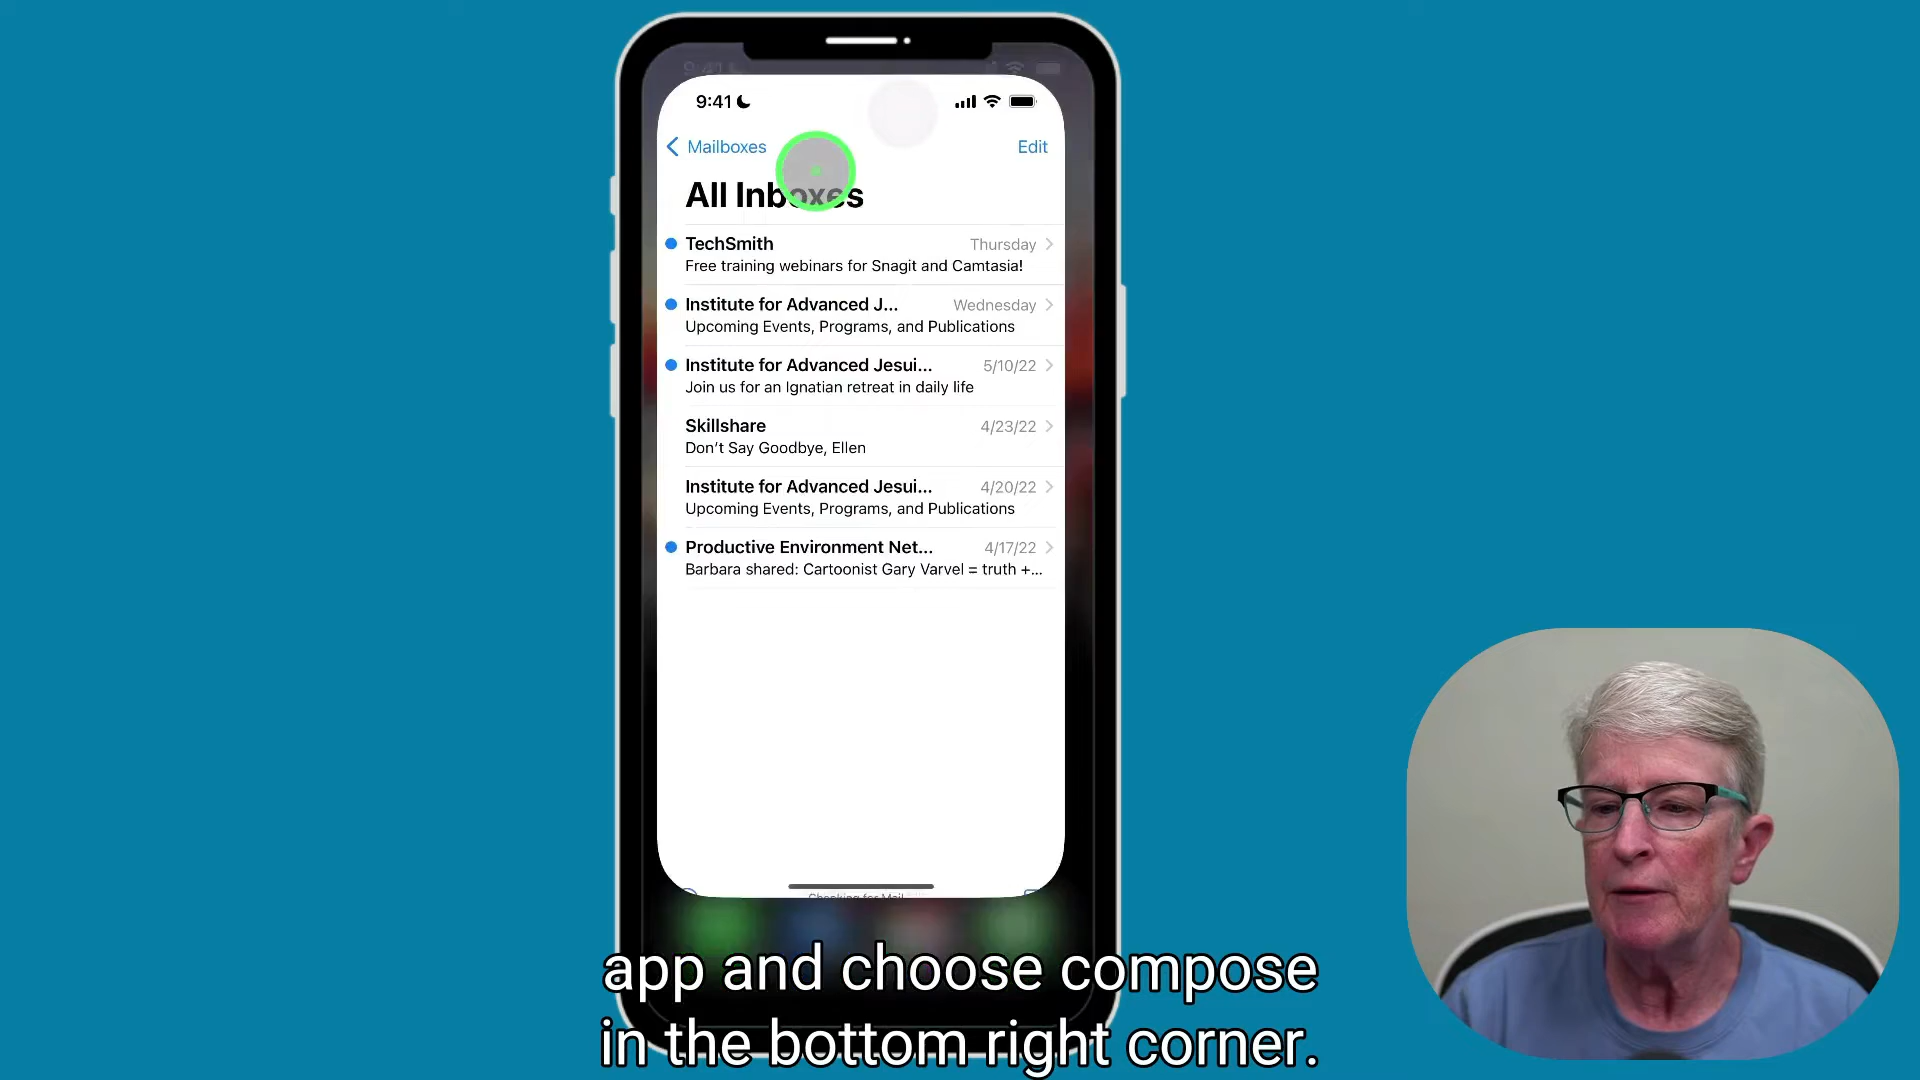 9:41
Mailboxes
Edit
All Inboxes
TechSmith Thursday
Free training webinars for Snagit and Camtasia!
Institute for Advanced J... Wednesday
Upcoming Events, Programs, and Publications
Institute for Advanced Jesui... 5/10/22
Join us for an Ignatian retreat in daily life
Skillshare 4/23/22
Don't Say Goodbye, Ellen
Institute for Advanced Jesui... 4/20/22
Upcoming Events, Programs, and Publications
Productive Environment Net... 4/17/22
Barbara shared: Cartoonist Gary Varvel = truth +...
Checking for Mail
app and choose compose
in the bottom right corner.